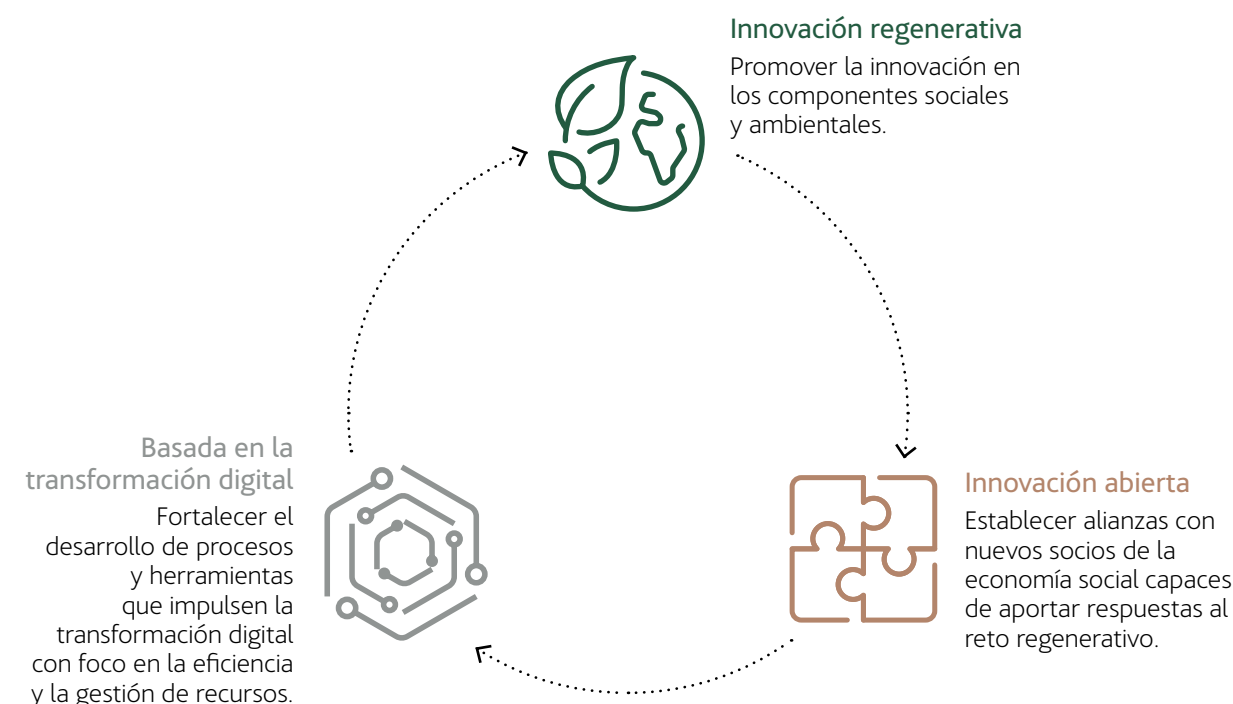 Innovación regenerativa
Promover la innovación en
los componentes sociales
y ambientales.
Basada en la
transformación digital
Fortalecer el
desarrollo de procesos
y herramientas
que impulsen la
transformación digital
con foco en la eficiencia
y la gestión de recursos.
Innovación abierta
Establecer alianzas con
nuevos socios de la
economía social capaces
de aportar respuestas al
reto regenerativo.